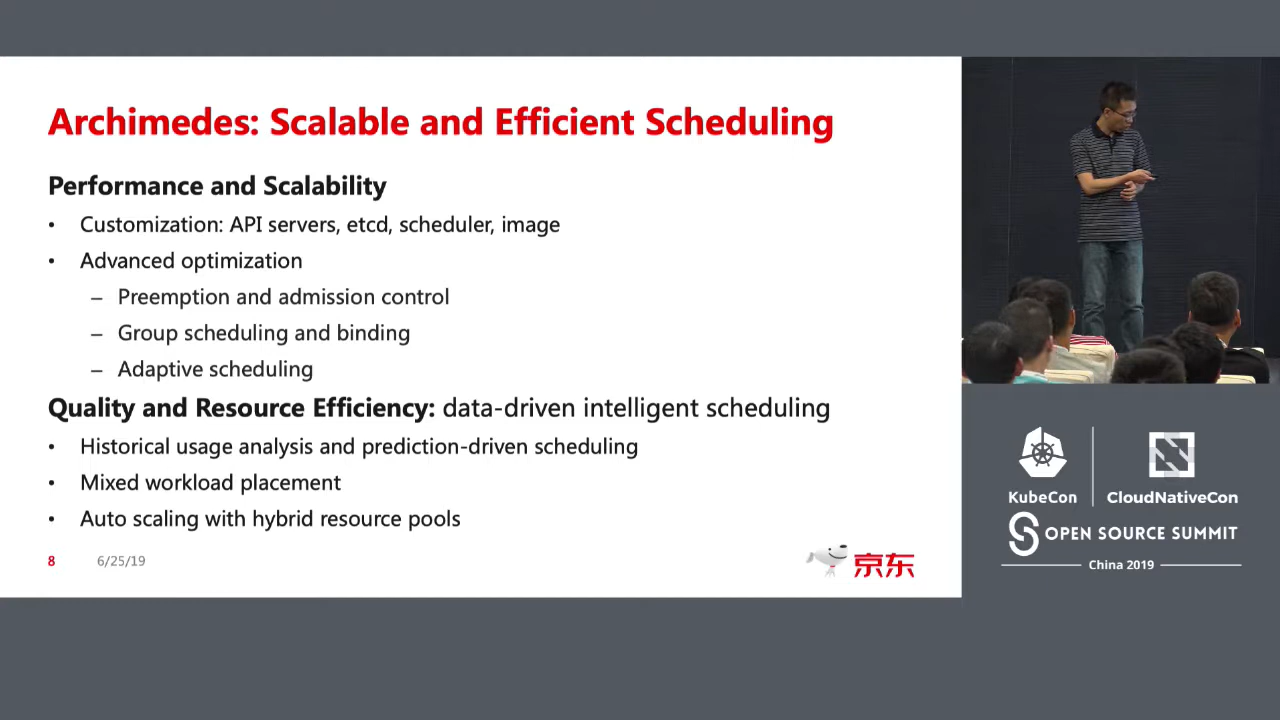 Archimedes: Scalable and Efficient Scheduling
Performance and Scalability
• Customization: API servers, etcd, scheduler, image
• Advanced optimization
– Preemption and admission control
– Group scheduling and binding
– Adaptive scheduling
Quality and Resource Efficiency: data-driven intelligent scheduling
• Historical usage analysis and prediction-driven scheduling
• Mixed workload placement
• Auto scaling with hybrid resource pools
8 6/25/19
京东
KubeCon CloudNativeCon
OPEN SOURCE SUMMIT
China 2019